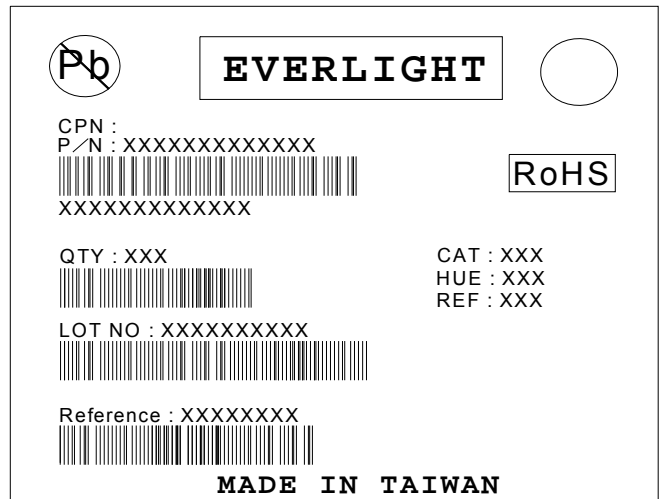 Pb
EVERLIGHT
CPN :
P/N : XXXXXXXXXXXXX
RoHS
XXXXXXXXXXXXX
QTY : XXX
CAT : XXX
HUE : XXX
REF : XXX
LOT NO : XXXXXXXXXX
Reference : XXXXXXXX
MADE IN TAIWAN